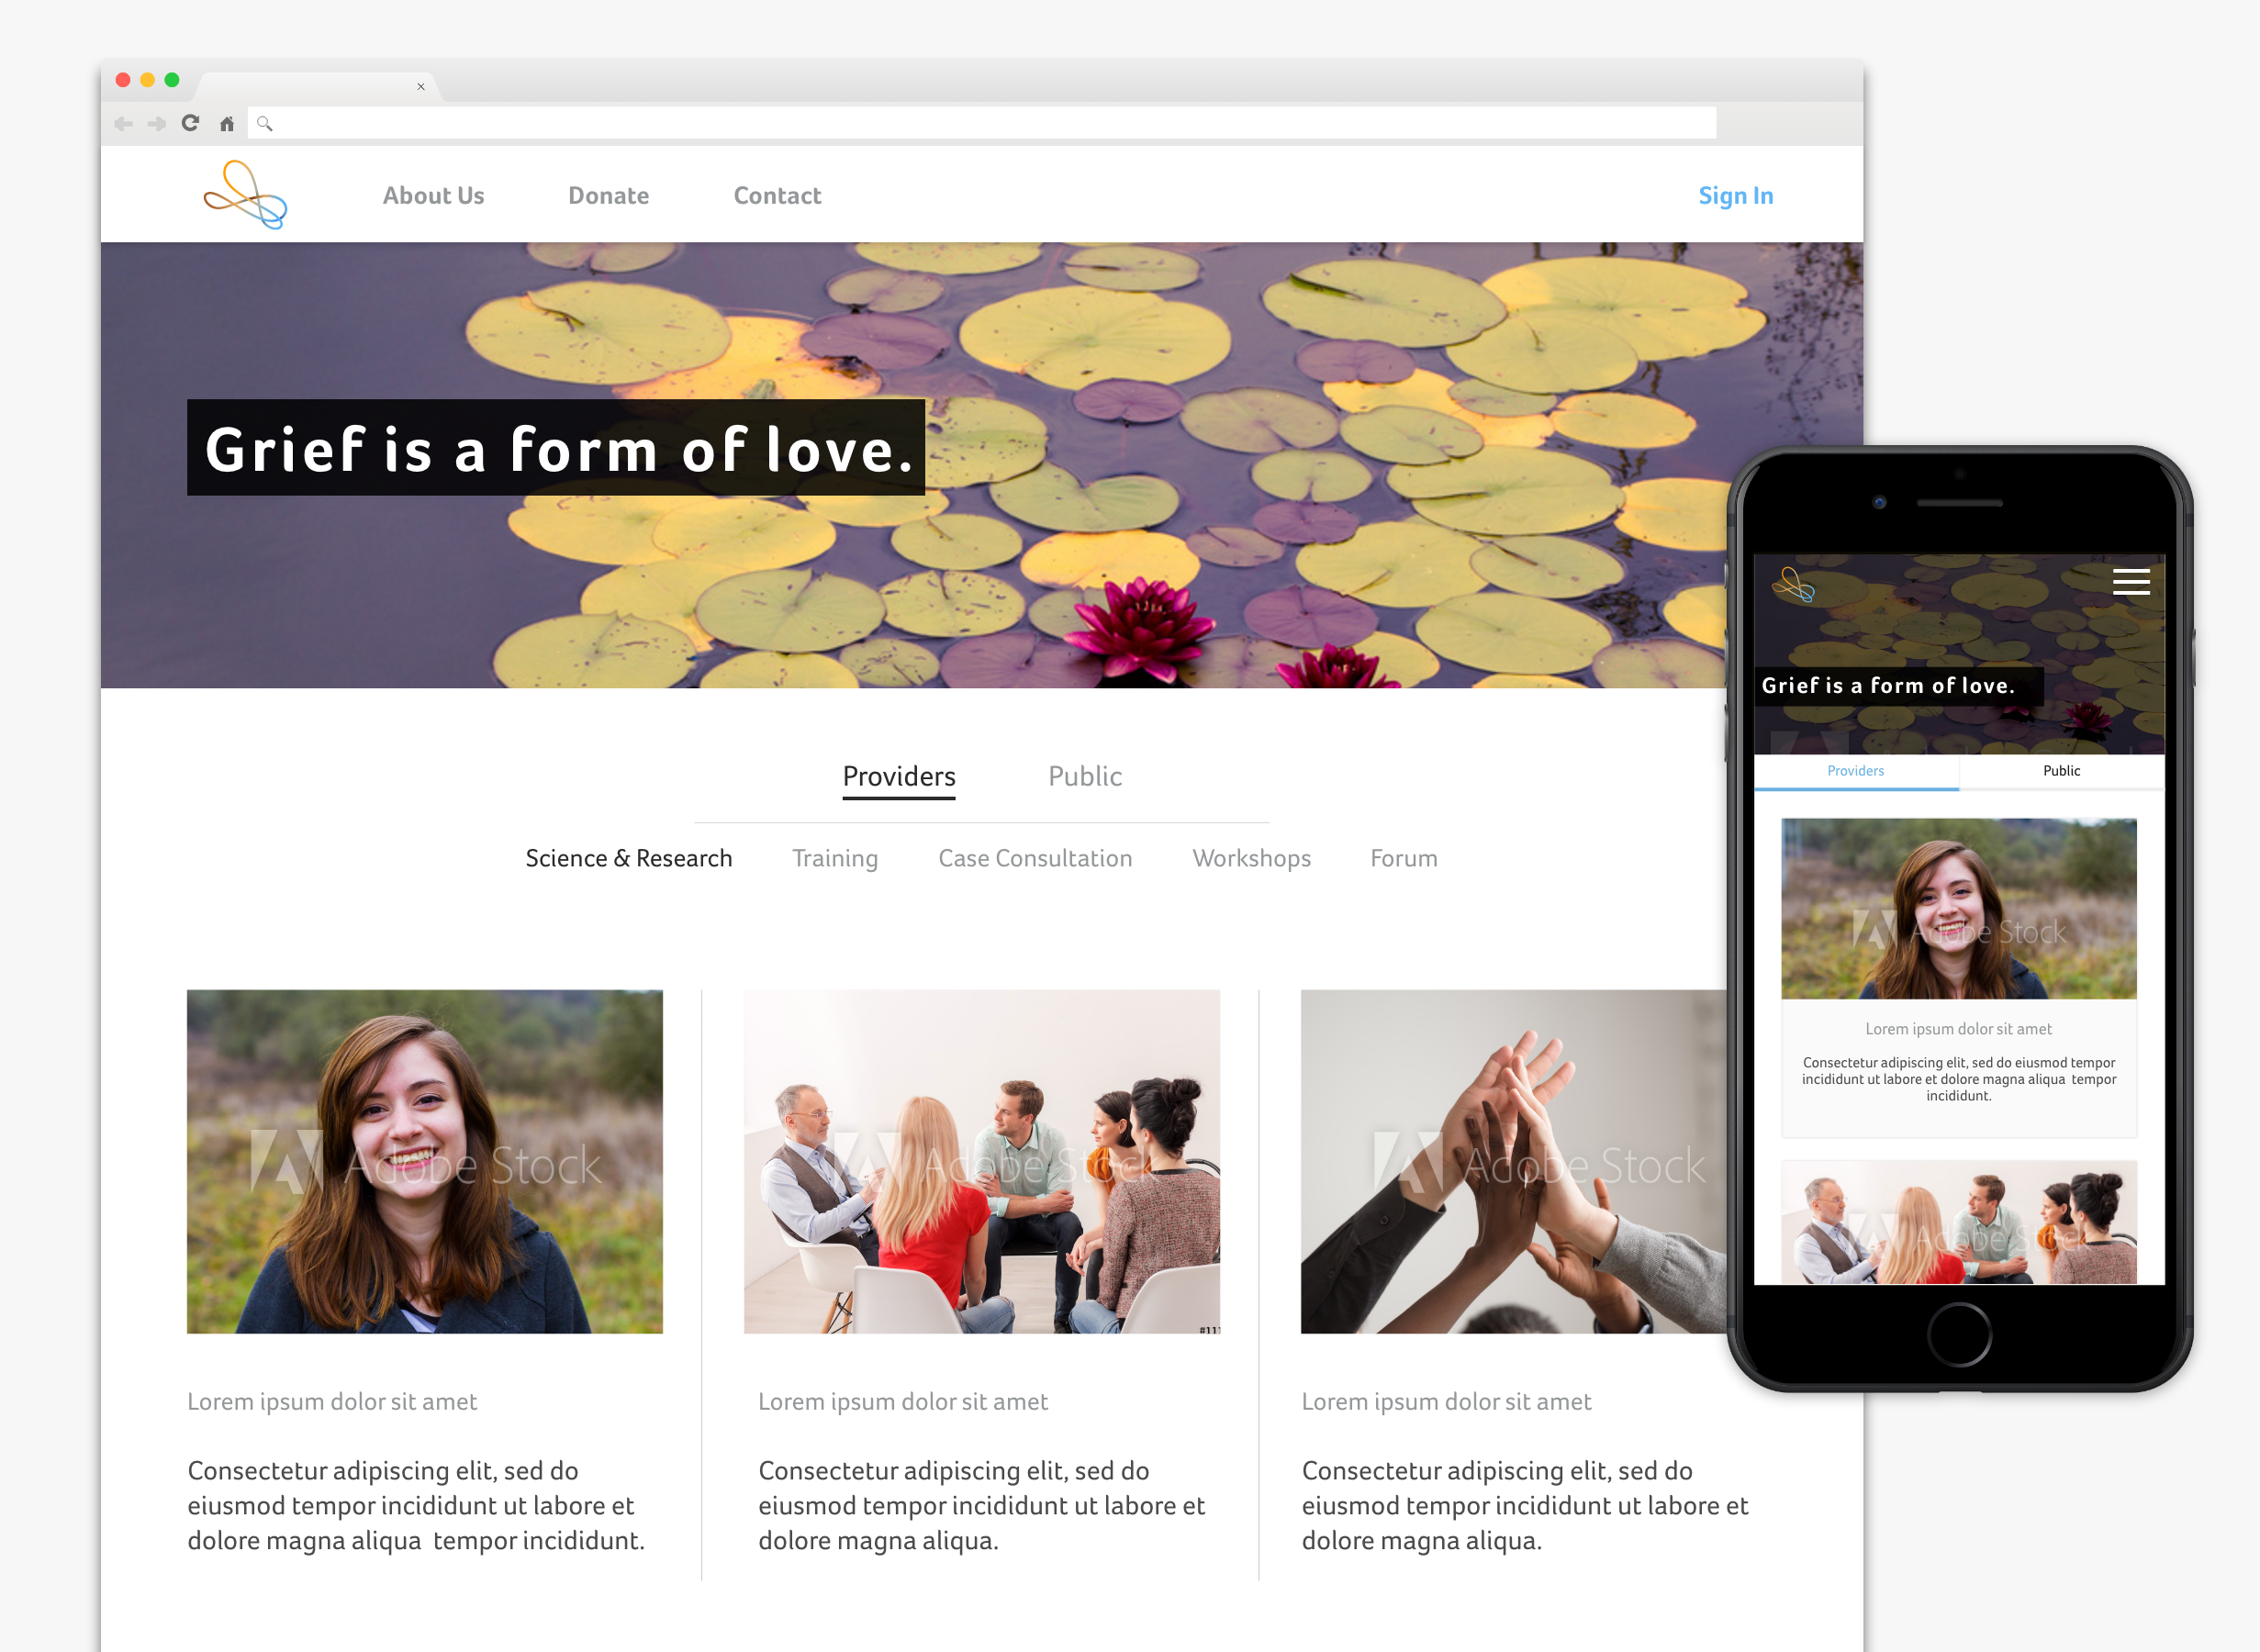 About Us Donate Contact Sign In
Grief is a form of love.
Providers Public
Science & Research Training Case Consultation Workshops Forum
Adobe Stock
Adobe Stock
#111
Adobe Stock
Lorem ipsum dolor sit amet
Consectetur adipiscing elit, sed do
eiusmod tempor incididunt ut labore et
dolore magna aliqua  tempor incididunt.
Lorem ipsum dolor sit amet
Consectetur adipiscing elit, sed do
eiusmod tempor incididunt ut labore et
dolore magna aliqua.
Lorem ipsum dolor sit amet
Consectetur adipiscing elit, sed do
eiusmod tempor incididunt ut labore et
dolore magna aliqua.
Grief is a form of love.
Providers Public
Adobe Stock
Lorem ipsum dolor sit amet
Consectetur adipiscing elit, sed do eiusmod tempor
incididunt ut labore et dolore magna aliqua  tempor
incididunt.
Adobe Stock